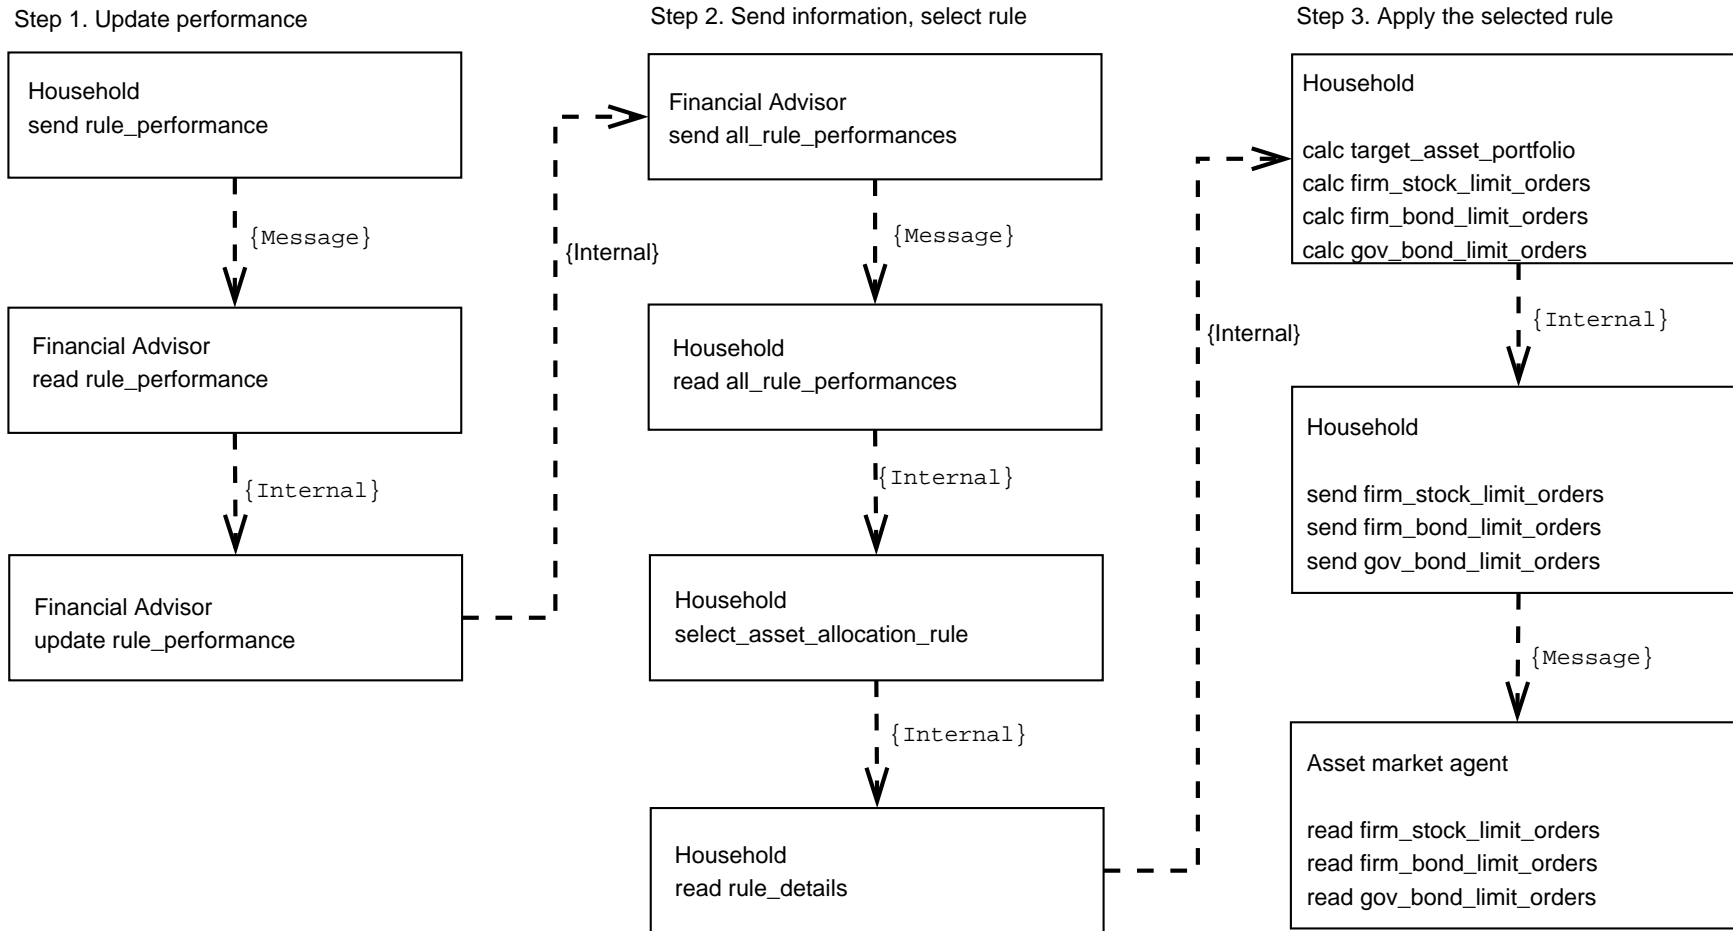 Step 1. Update performance
Household
send rule_performance
{Message}
Financial Advisor
read rule_performance
{Internal}
Financial Advisor
update rule_performance
{Internal}
Step 2. Send information, select rule
Financial Advisor
send all_rule_performances
{Message}
Household
read all_rule_performances
{Internal}
Household
select_asset_allocation_rule
{Internal}
Household
read rule_details
{Internal}
Step 3. Apply the selected rule
Household
calc target_asset_portfolio
calc firm_stock_limit_orders
calc firm_bond_limit_orders
calc gov_bond_limit_orders
{Internal}
Household
send firm_stock_limit_orders
send firm_bond_limit_orders
send gov_bond_limit_orders
{Message}
Asset market agent
read firm_stock_limit_orders
read firm_bond_limit_orders
read gov_bond_limit_orders